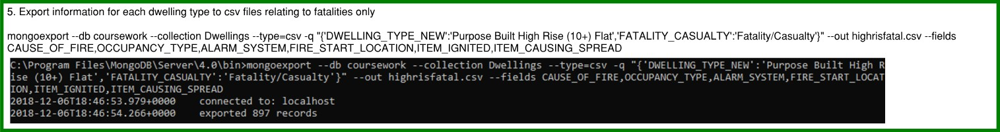 5. Export information for each dwelling type to csv files relating to fatalities only
mongoexport --db coursework --collection Dwellings --type=csv -q "{'DWELLING_TYPE_NEW':'Purpose Built High Rise (10+) Flat','FATALITY_CASUALTY':'Fatality/Casualty'}" --out highrisfatal.csv --fields
CAUSE_OF_FIRE,OCCUPANCY_TYPE,ALARM_SYSTEM,FIRE_START_LOCATION,ITEM_IGNITED,ITEM_CAUSING_SPREAD
C:\Program Files\MongoDB\Server\4.0\bin>mongoexport --db coursework --collection Dwellings --type=csv -q "{'DWELLING_TYPE_NEW':'Purpose Built High R
ise (10+) Flat','FATALITY_CASUALTY':'Fatality/Casualty'}" --out highrisfatal.csv --fields CAUSE_OF_FIRE,OCCUPANCY_TYPE,ALARM_SYSTEM,FIRE_START_LOCAT
ION,ITEM_IGNITED,ITEM_CAUSING_SPREAD
2018-12-06T18:46:53.979+0000    connected to: localhost
2018-12-06T18:46:54.266+0000    exported 897 records